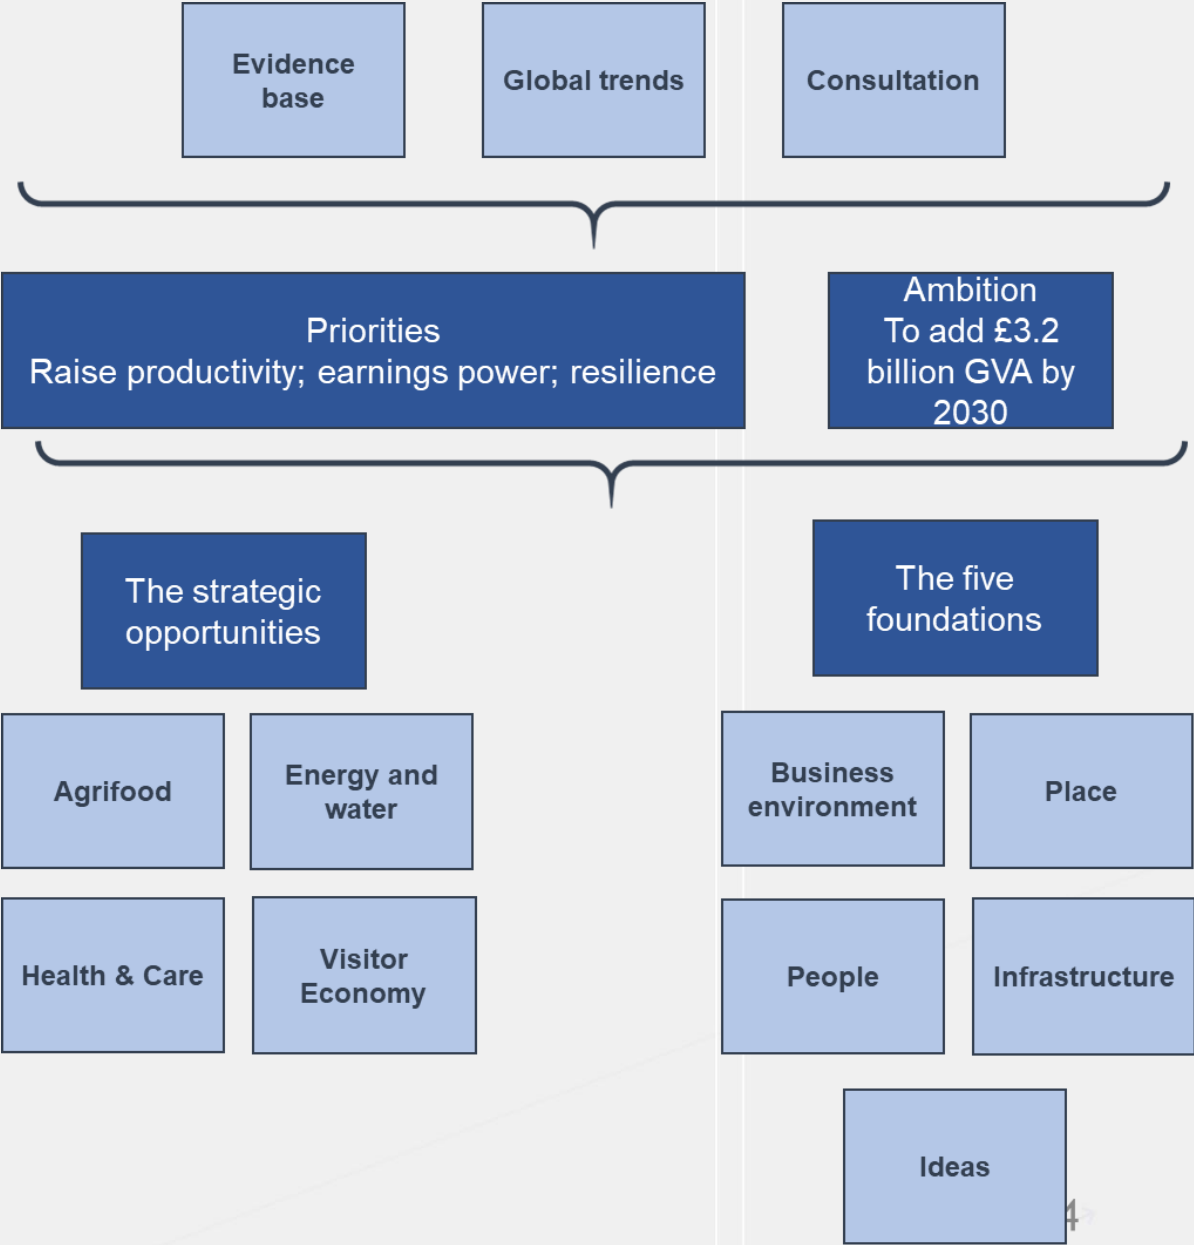 Evidence
base
Global trends
Consultation
Priorities
Raise productivity; earnings power; resilience
Ambition
To add £3.2
billion GVA by
2030
The strategic
opportunities
The five
foundations
Agrifood
Energy and
water
Business
environment
Place
Health & Care
Visitor
Economy
People
Infrastructure
Ideas
4